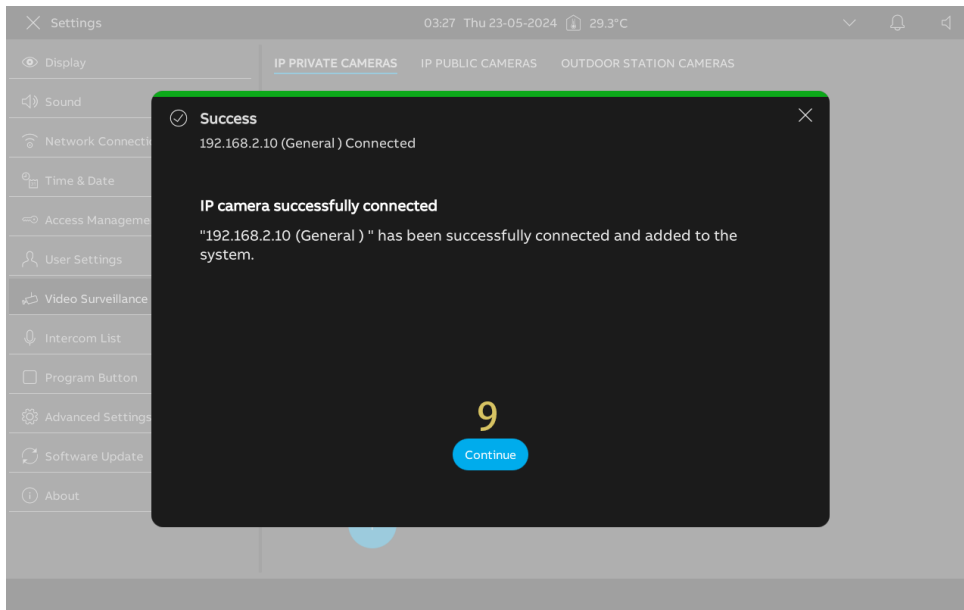 Settings
03:27 Thu 23-05-2024 29.3°C
Display
IP PRIVATE CAMERAS IP PUBLIC CAMERAS OUTDOOR STATION CAMERAS
Sound
Success
192.168.2.10 (General ) Connected
Network Connecti
Time & Date
IP camera successfully connected
Access Manageme
"192.168.2.10 (General ) " has been successfully connected and added to the
system.
User Settings
Video Surveillance
Intercom List
Program Button
Advanced Settings
9
Continue
Software Update
About